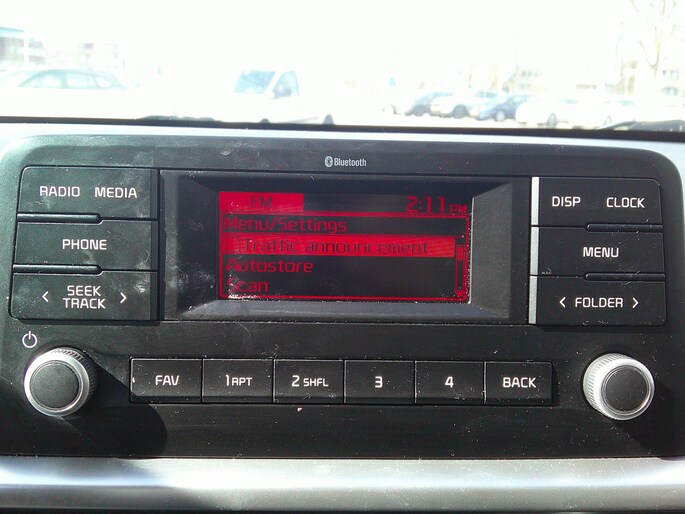 Bluetooth
RADIO MEDIA
PHONE
< SEEK TRACK >
FM 2:11 PM
Menu/Settings
Traffic announcement
Autostore
Scan
DISP CLOCK
MENU
< FOLDER >
FAV 1 RPT 2 SHFL 3 4 BACK